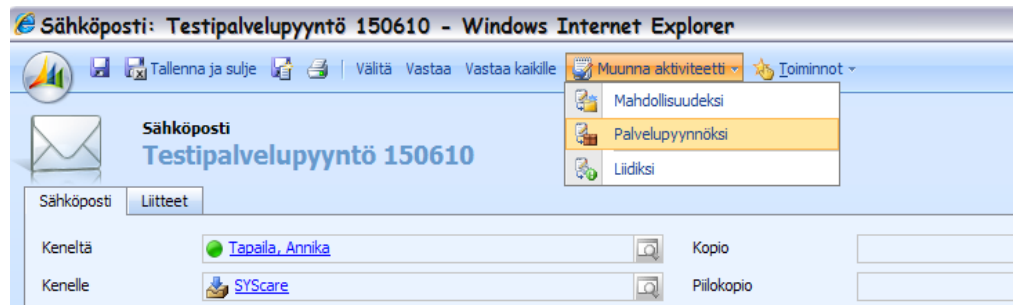 Sähköposti: Testipalvelupyyntö 150610 - Windows Internet Explorer
Tallenna ja sulje Välitä Vastaa Vastaa kaikille Muunna aktiviteetti Toiminnot
Mahdollisuudeksi
Palvelupyynnöksi
Liidiksi
Sähköposti
Testipalvelupyyntö 150610
Sähköposti Liitteet
Keneltä Tapaila, Annika Kopio
Kenelle SYScare Piilokopio